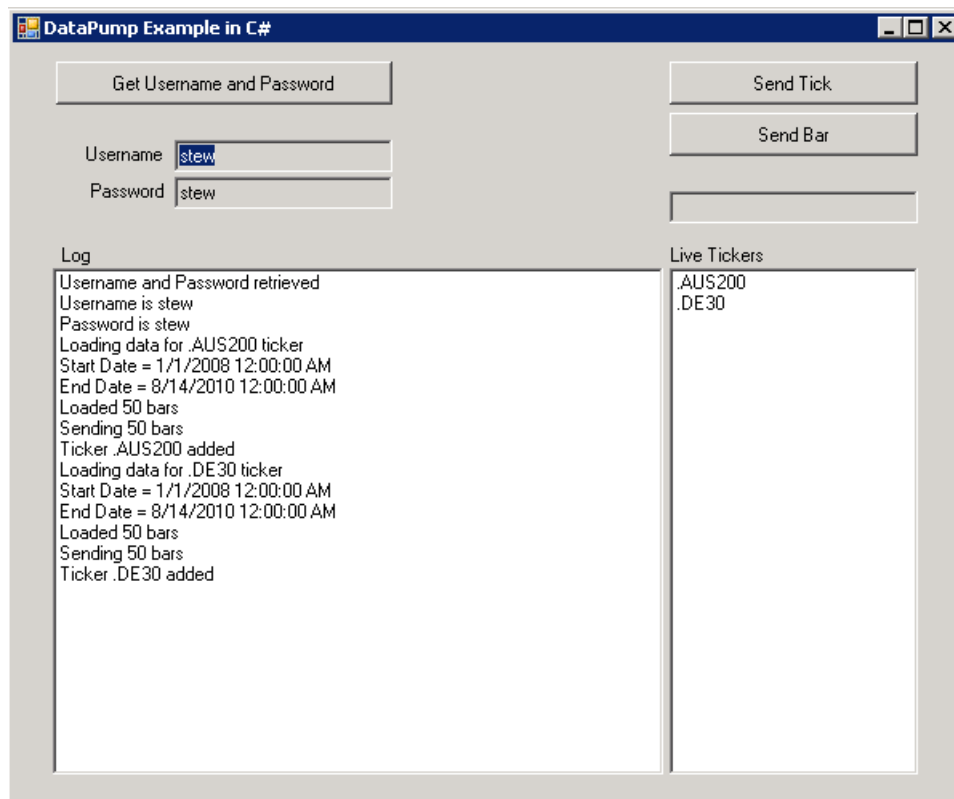 DataPump Example in C#
Get Username and Password
Send Tick
Send Bar
Username stew
Password stew
Log
Username and Password retrieved
Username is stew
Password is stew
Loading data for .AUS200 ticker
Start Date = 1/1/2008 12:00:00 AM
End Date = 8/14/2010 12:00:00 AM
Loaded 50 bars
Sending 50 bars
Ticker .AUS200 added
Loading data for .DE30 ticker
Start Date = 1/1/2008 12:00:00 AM
End Date = 8/14/2010 12:00:00 AM
Loaded 50 bars
Sending 50 bars
Ticker .DE30 added
Live Tickers
.AUS200
.DE30